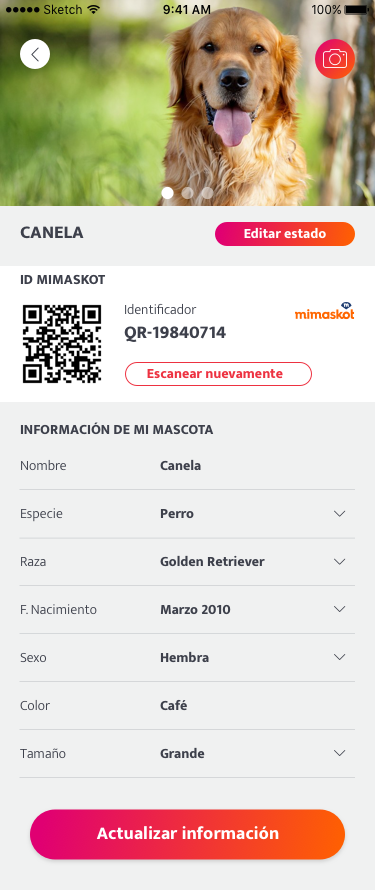 Sketch 9:41 AM 100%
CANELA Editar estado
ID MIMASKOT
Identificador
mimaskot
QR-19840714
Escanear nuevamente
INFORMACIÓN DE MI MASCOTA
Nombre Canela
Especie Perro
Raza Golden Retriever
F. Nacimiento Marzo 2010
Sexo Hembra
Color Café
Tamaño Grande
Actualizar información